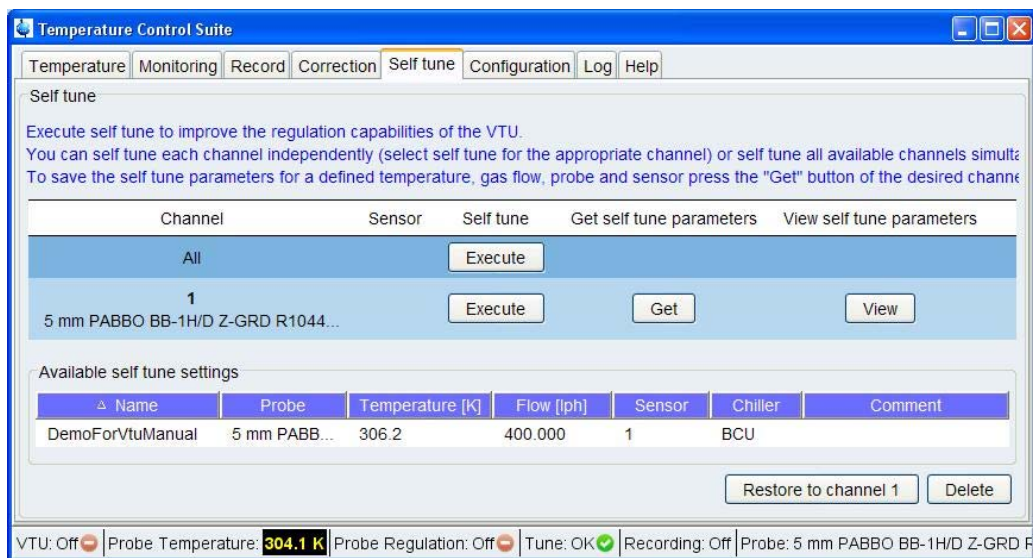 Temperature Control Suite
Temperature Monitoring Record Correction Self tune Configuration Log Help
Self tune
Execute self tune to improve the regulation capabilities of the VTU.
You can self tune each channel independently (select self tune for the appropriate channel) or self tune all available channels simulta
To save the self tune parameters for a defined temperature, gas flow, probe and sensor press the "Get" button of the desired channe
Channel Sensor Self tune Get self tune parameters View self tune parameters
All Execute
1
5 mm PABBO BB-1H/D Z-GRD R1044... Execute Get View
Available self tune settings
Name Probe Temperature [K] Flow [lph] Sensor Chiller Comment
DemoForVtuManual 5 mm PABB... 306.2 400.000 1 BCU
Restore to channel 1 Delete
VTU: Off Probe Temperature: 304.1 K Probe Regulation: Off Tune: OK Recording: Off Probe: 5 mm PABBO BB-1H/D Z-GRD